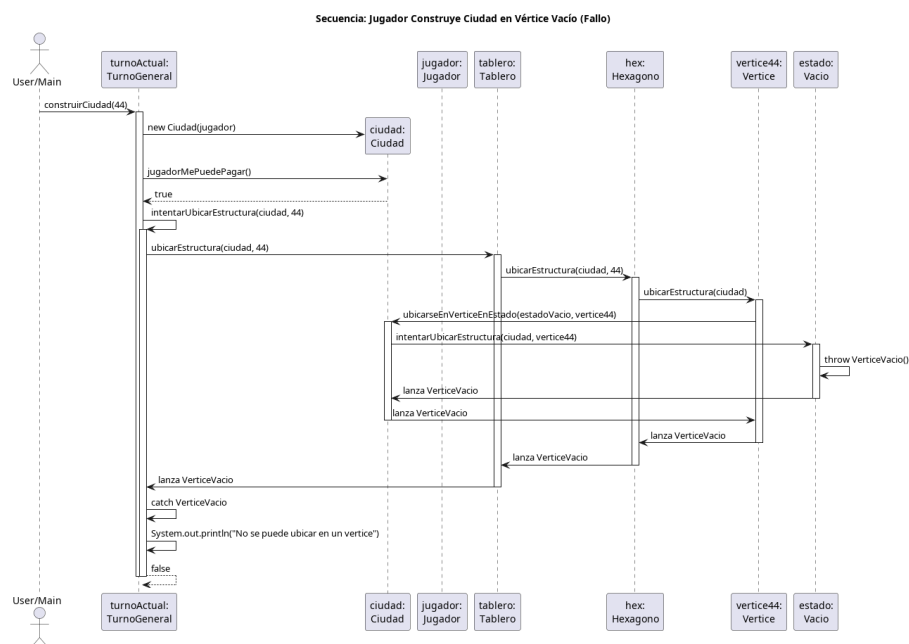 Secuencia: Jugador Construye Ciudad en Vértice Vacío (Fallo)
User/Main
turnoActual:
TurnoGeneral
jugador:
Jugador
tablero:
Tablero
hex:
Hexagono
vertice44:
Vertice
estado:
Vacio
construirCiudad(44)
new Ciudad(jugador)
ciudad:
Ciudad
jugadorMePuedePagar()
true
intentarUbicarEstructura(ciudad, 44)
ubicarEstructura(ciudad, 44)
ubicarEstructura(ciudad, 44)
ubicarEstructura(ciudad)
ubicarseEnVerticeEnEstado(estadoVacio, vertice44)
intentarUbicarEstructura(ciudad, vertice44)
throw VerticeVacio()
lanza VerticeVacio
lanza VerticeVacio
lanza VerticeVacio
lanza VerticeVacio
lanza VerticeVacio
catch VerticeVacio
System.out.println("No se puede ubicar en un vertice")
false
User/Main
turnoActual:
TurnoGeneral
ciudad:
Ciudad
jugador:
Jugador
tablero:
Tablero
hex:
Hexagono
vertice44:
Vertice
estado:
Vacio